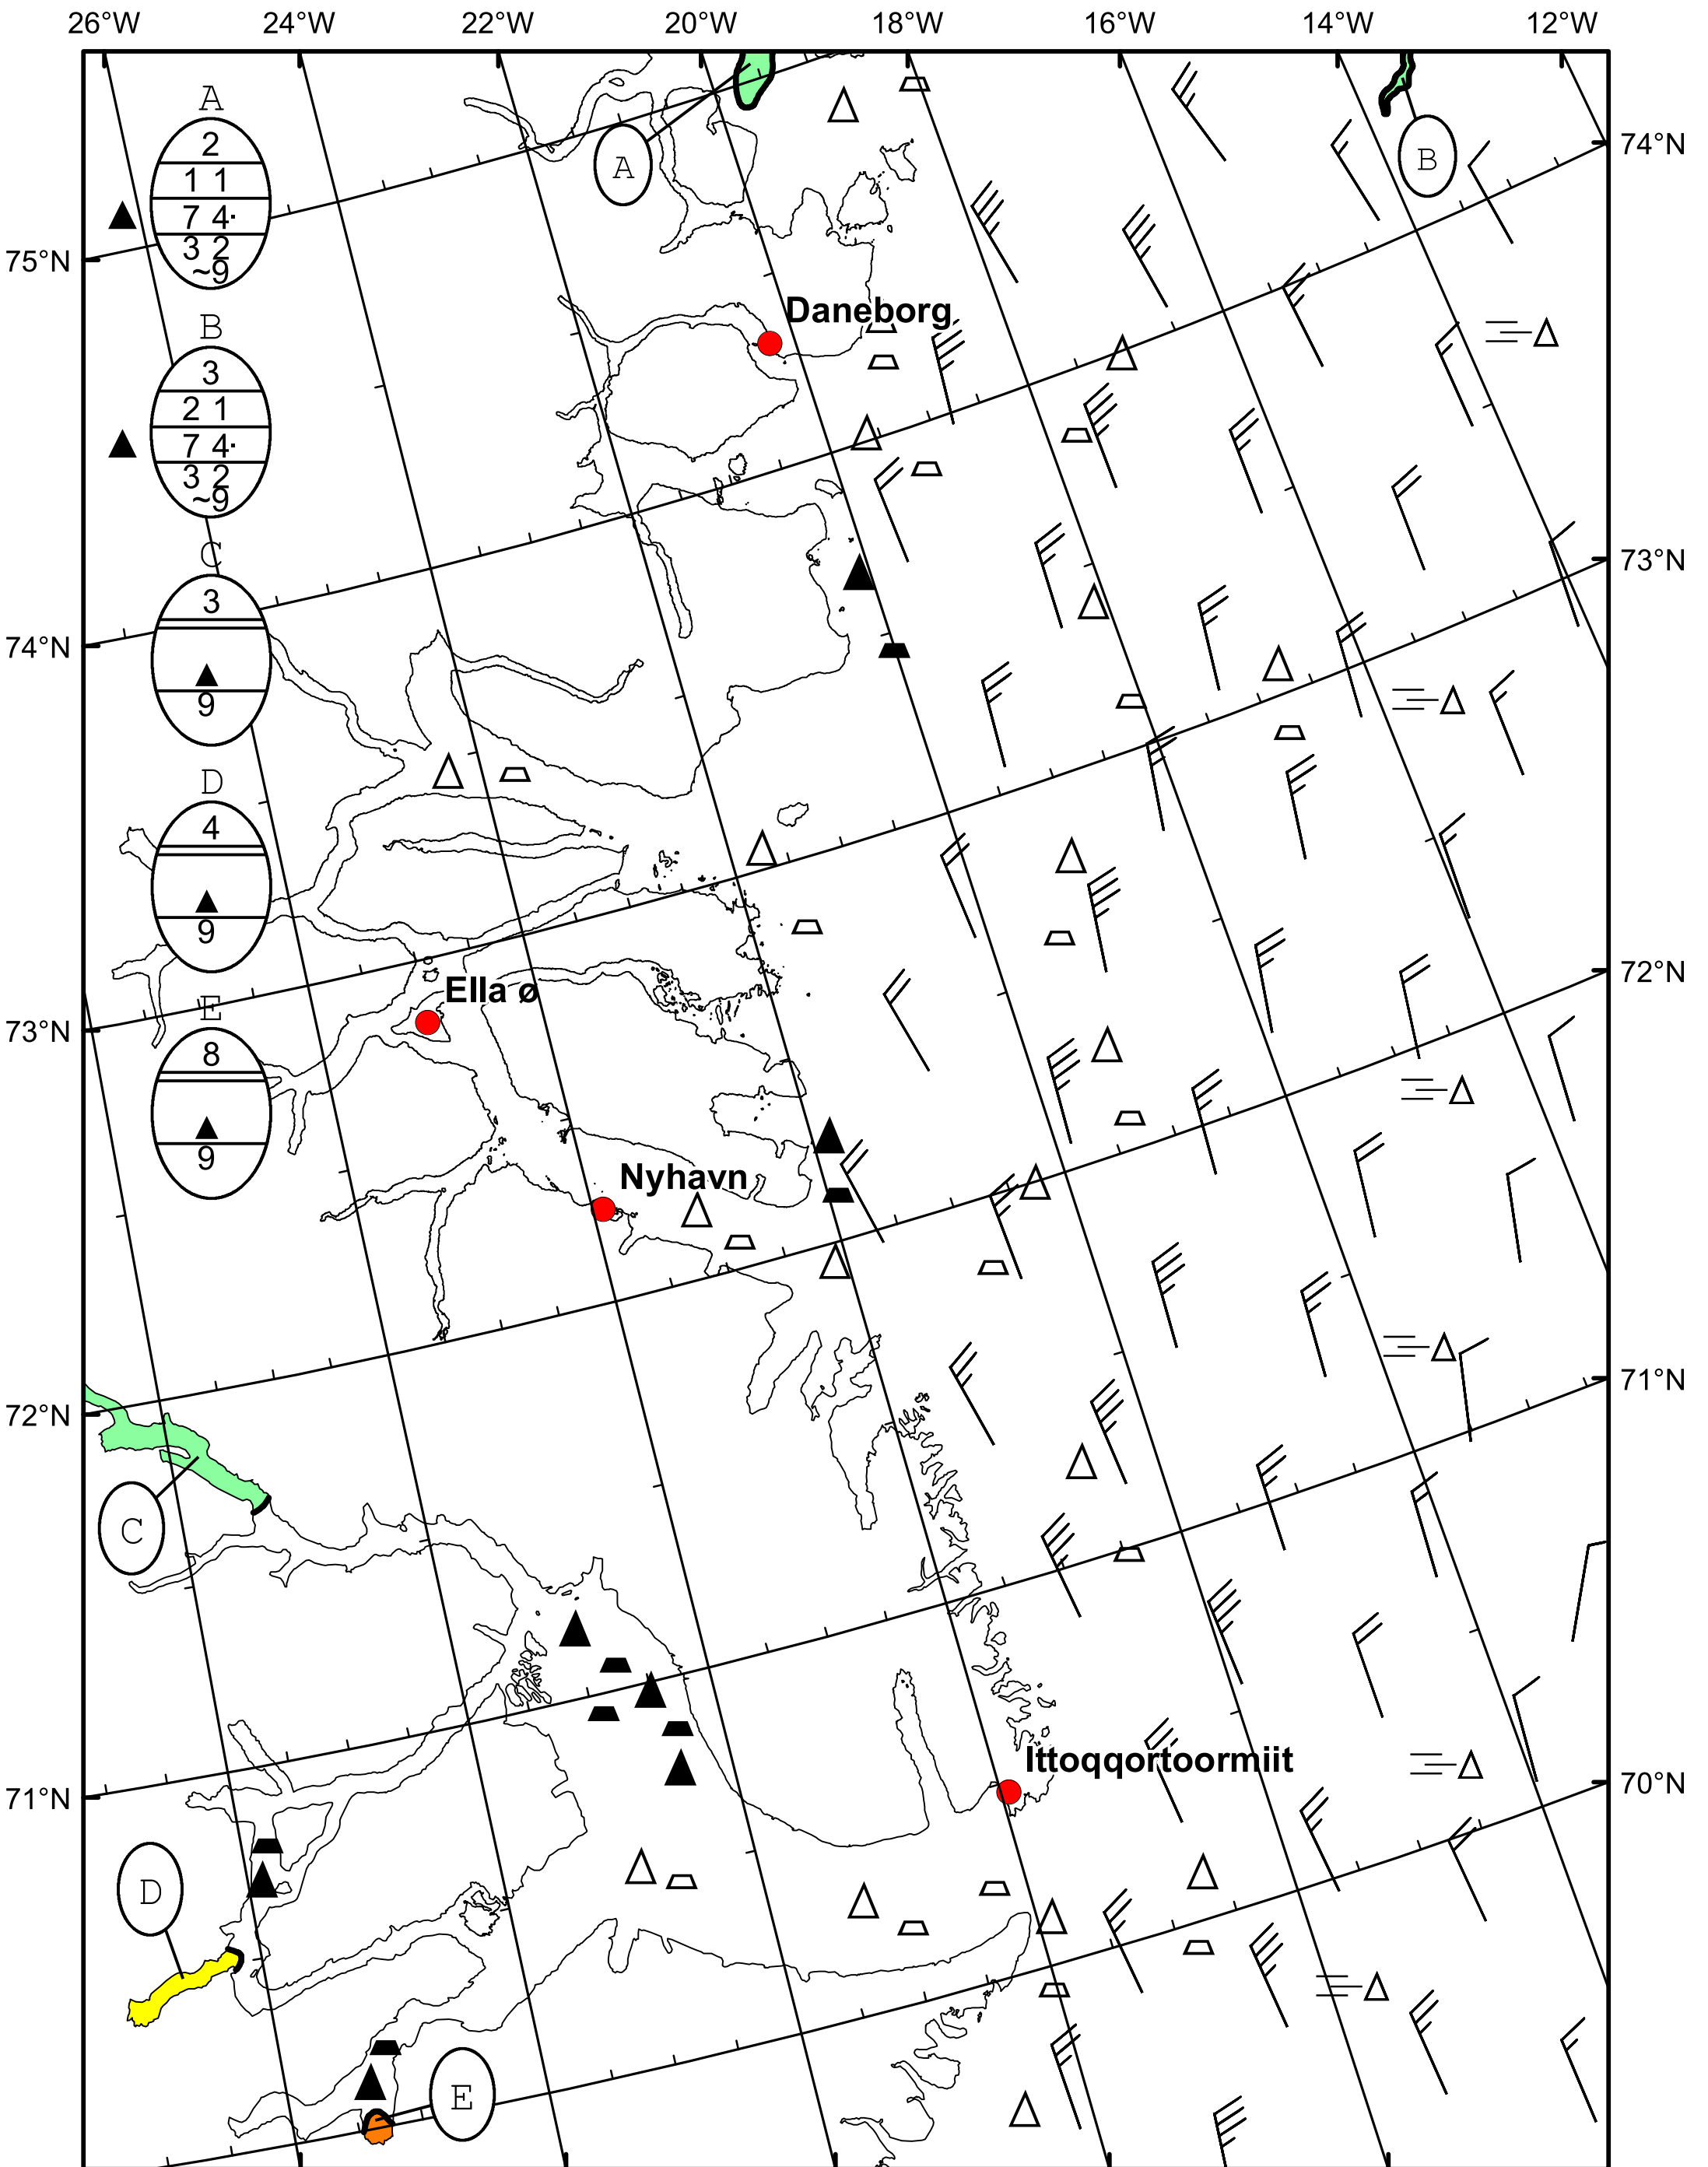 26°W 24°W 22°W 20°W 18°W 16°W 14°W 12°W
A
2
1 1
7 4·
3 2
~9
A
B
74°N
75°N
Daneborg
B
3
2 1
7 4·
3 2
~9
C
3
9
73°N
74°N
D
4
9
72°N
Ella ø
73°N
E
8
9
Nyhavn
71°N
72°N
C
Ittoqqortoormiit
70°N
71°N
D
E